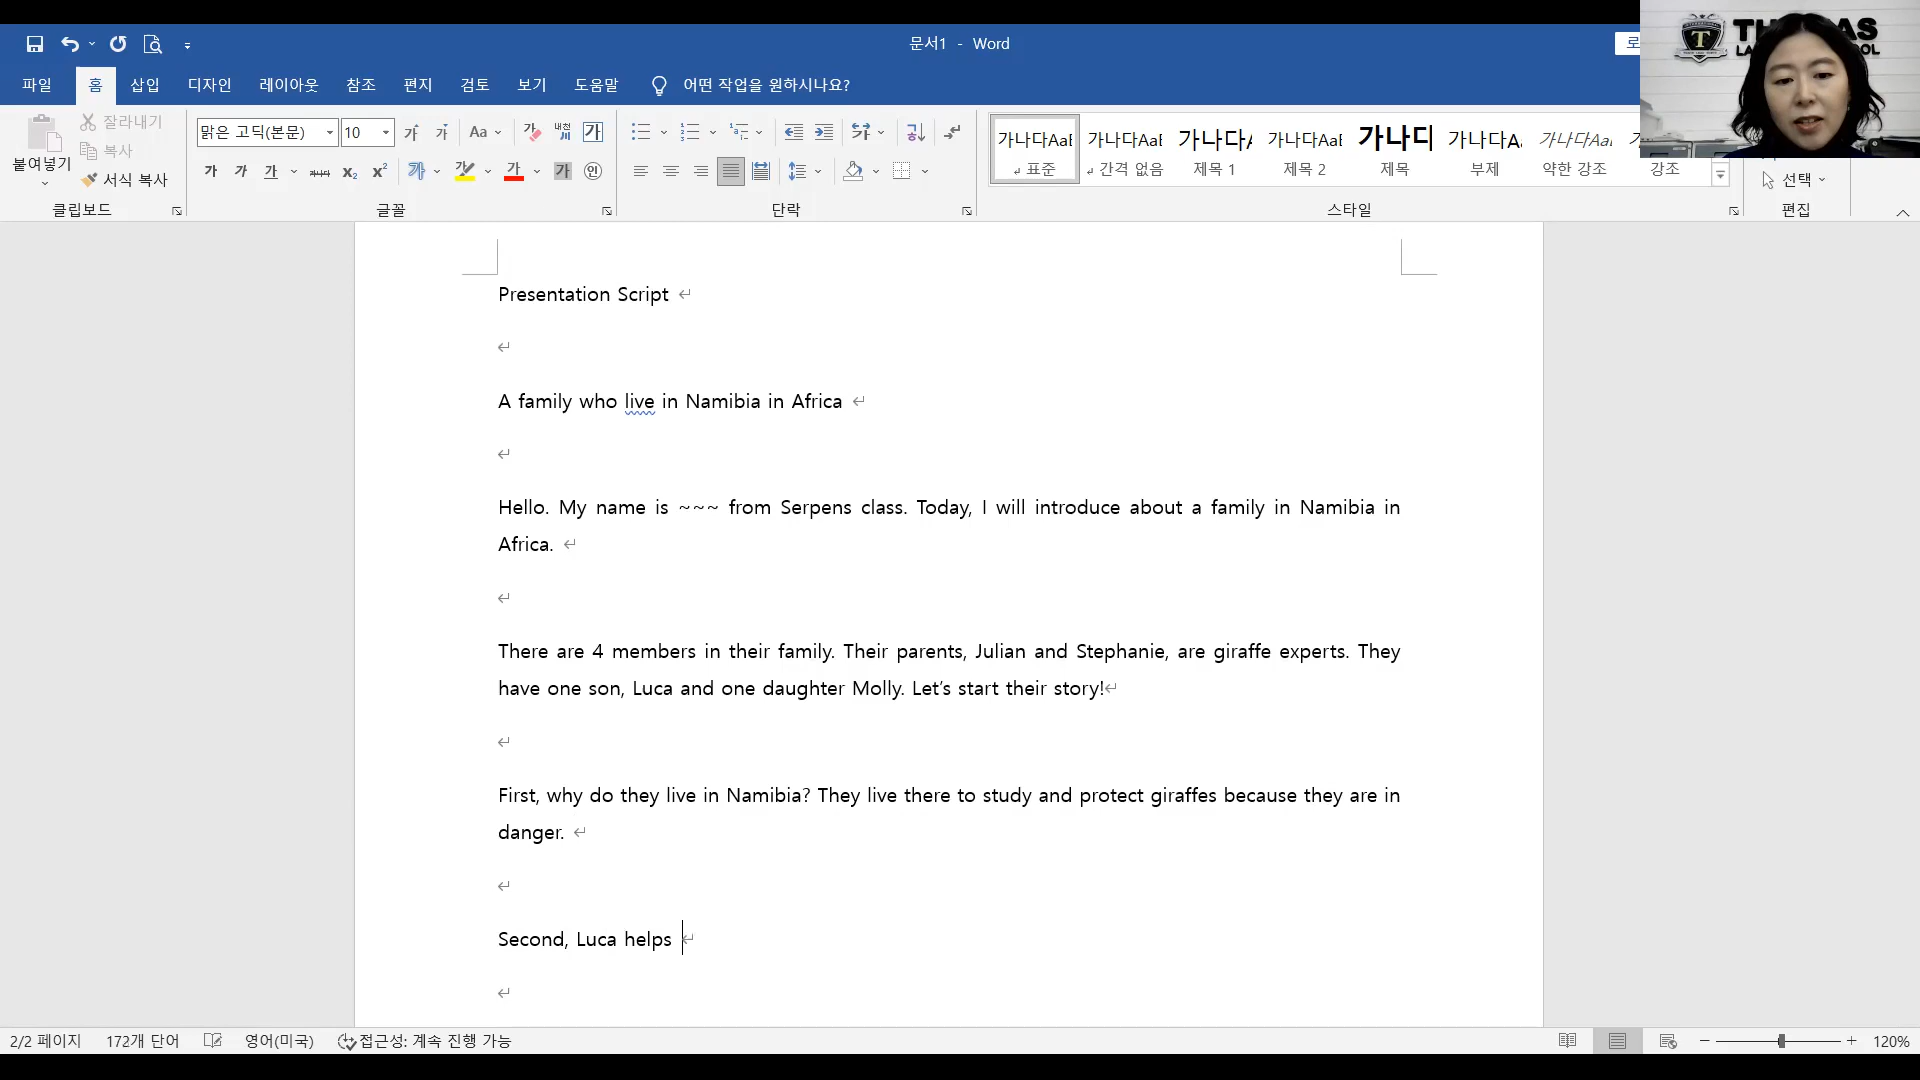 문서1 - Word
로
파일 홈 삽입 디자인 레이아웃 참조 편지 검토 보기 도움말 어떤 작업을 원하시나요?
붙여넣기
잘라내기
복사
서식 복사
클립보드
맑은 고딕(본문) 10
글꼴
단락
가나다AaB 표준
가나다AaB 간격 없음
가나다A 제목 1
가나다AaB 제목 2
가나다 제목
가나다Aa 부제
가나다Aa 약한 강조
강조
스타일
선택
편집
Presentation Script
A family who live in Namibia in Africa
Hello. My name is ~~~ from Serpens class. Today, I will introduce about a family in Namibia in
Africa.
There are 4 members in their family. Their parents, Julian and Stephanie, are giraffe experts. They
have one son, Luca and one daughter Molly. Let’s start their story!
First, why do they live in Namibia? They live there to study and protect giraffes because they are in
danger.
Second, Luca helps
2/2 페이지 172개 단어 영어(미국) 접근성: 계속 진행 가능 120%